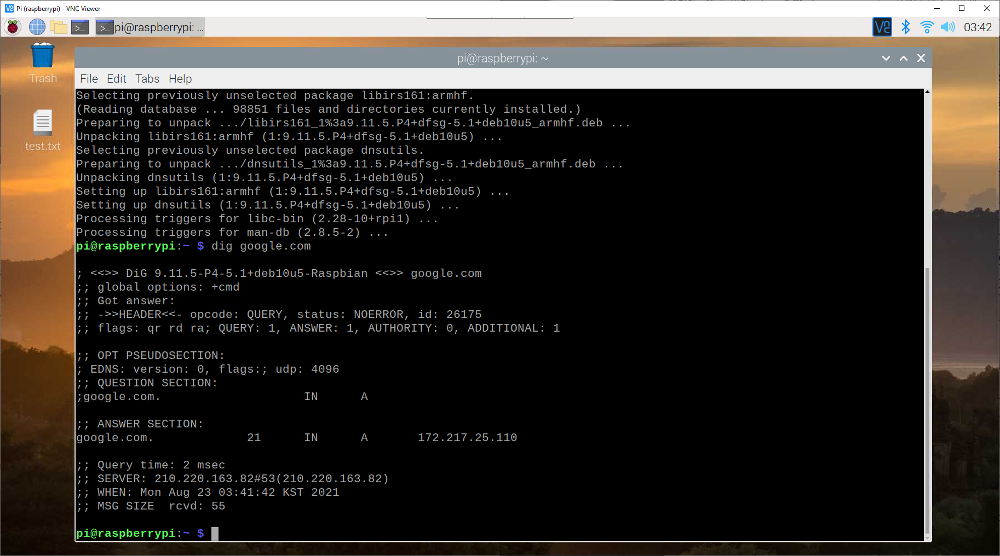 Pi (raspberrypi) - VNC Viewer
pi@raspberrypi: ...
03:42
Trash
test.txt
pi@raspberrypi: ~
File Edit Tabs Help
Selecting previously unselected package libirs161:armhf.
(Reading database ... 98851 files and directories currently installed.)
Preparing to unpack .../libirs161_1%3a9.11.5.P4+dfsg-5.1+deb10u5_armhf.deb ...
Unpacking libirs161:armhf (1:9.11.5.P4+dfsg-5.1+deb10u5) ...
Selecting previously unselected package dnsutils.
Preparing to unpack .../dnsutils_1%3a9.11.5.P4+dfsg-5.1+deb10u5_armhf.deb ...
Unpacking dnsutils (1:9.11.5.P4+dfsg-5.1+deb10u5) ...
Setting up libirs161:armhf (1:9.11.5.P4+dfsg-5.1+deb10u5) ...
Setting up dnsutils (1:9.11.5.P4+dfsg-5.1+deb10u5) ...
Processing triggers for libc-bin (2.28-10+rpi1) ...
Processing triggers for man-db (2.8.5-2) ...
pi@raspberrypi:~ $ dig google.com
; <<>> DiG 9.11.5-P4-5.1+deb10u5-Raspbian <<>> google.com
;; global options: +cmd
;; Got answer:
;; ->>HEADER<<- opcode: QUERY, status: NOERROR, id: 26175
;; flags: qr rd ra; QUERY: 1, ANSWER: 1, AUTHORITY: 0, ADDITIONAL: 1
;; OPT PSEUDOSECTION:
; EDNS: version: 0, flags:; udp: 4096
;; QUESTION SECTION:
;google.com. IN A
;; ANSWER SECTION:
google.com. 21 IN A 172.217.25.110
;; Query time: 2 msec
;; SERVER: 210.220.163.82#53(210.220.163.82)
;; WHEN: Mon Aug 23 03:41:42 KST 2021
;; MSG SIZE  rcvd: 55
pi@raspberrypi:~ $